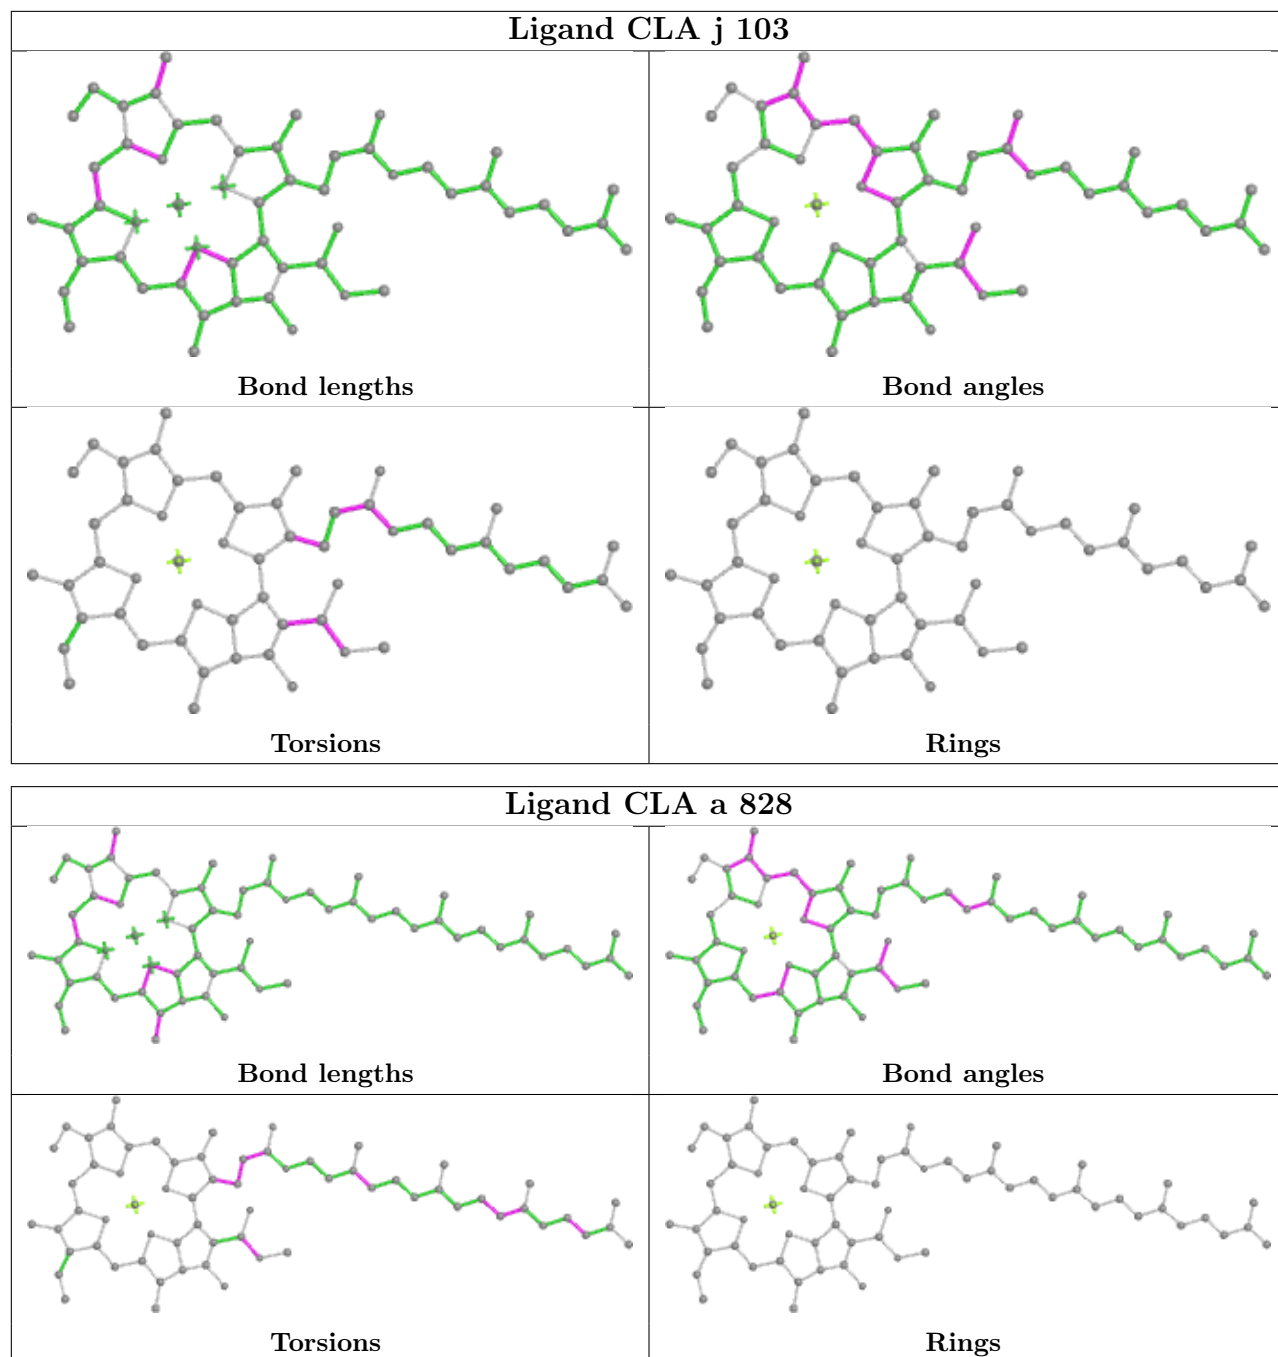 Ligand CLA j 103
Bond lengths
Bond angles
Torsions
Rings
Ligand CLA a 828
Bond lengths
Bond angles
Torsions
Rings